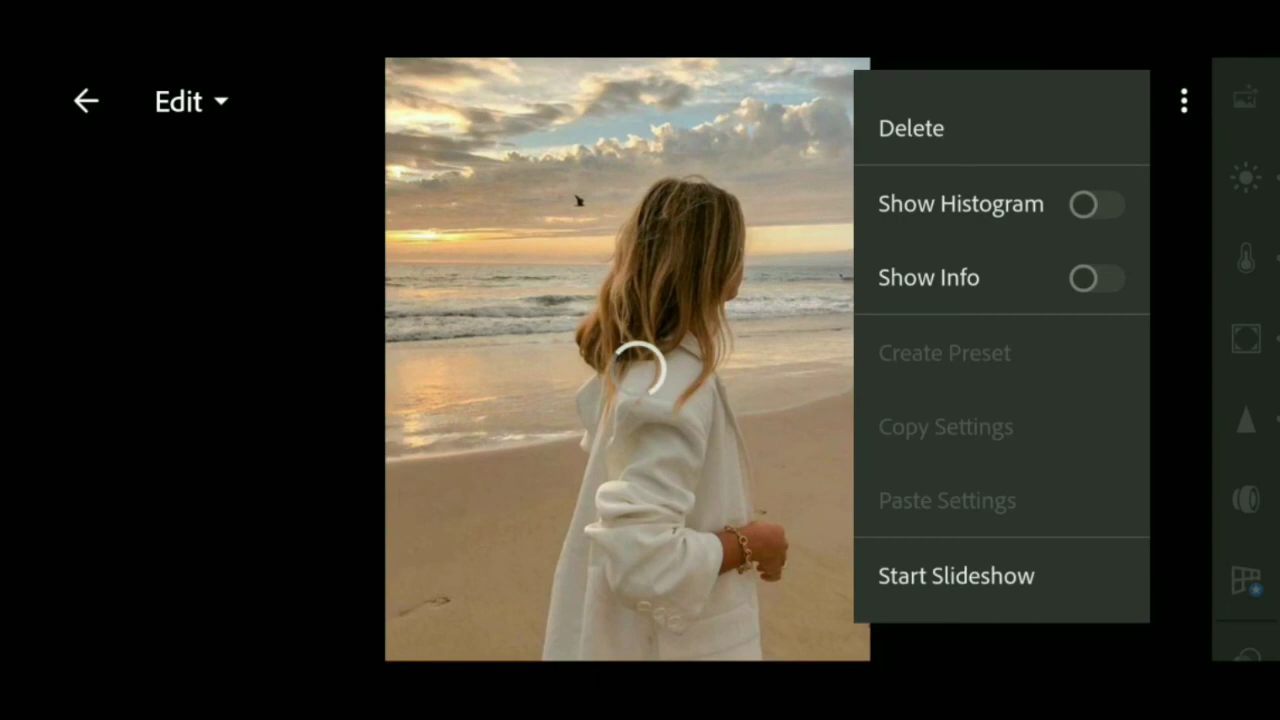 Edit
Delete
Show Histogram
Show Info
Create Preset
Copy Settings
Paste Settings
Start Slideshow